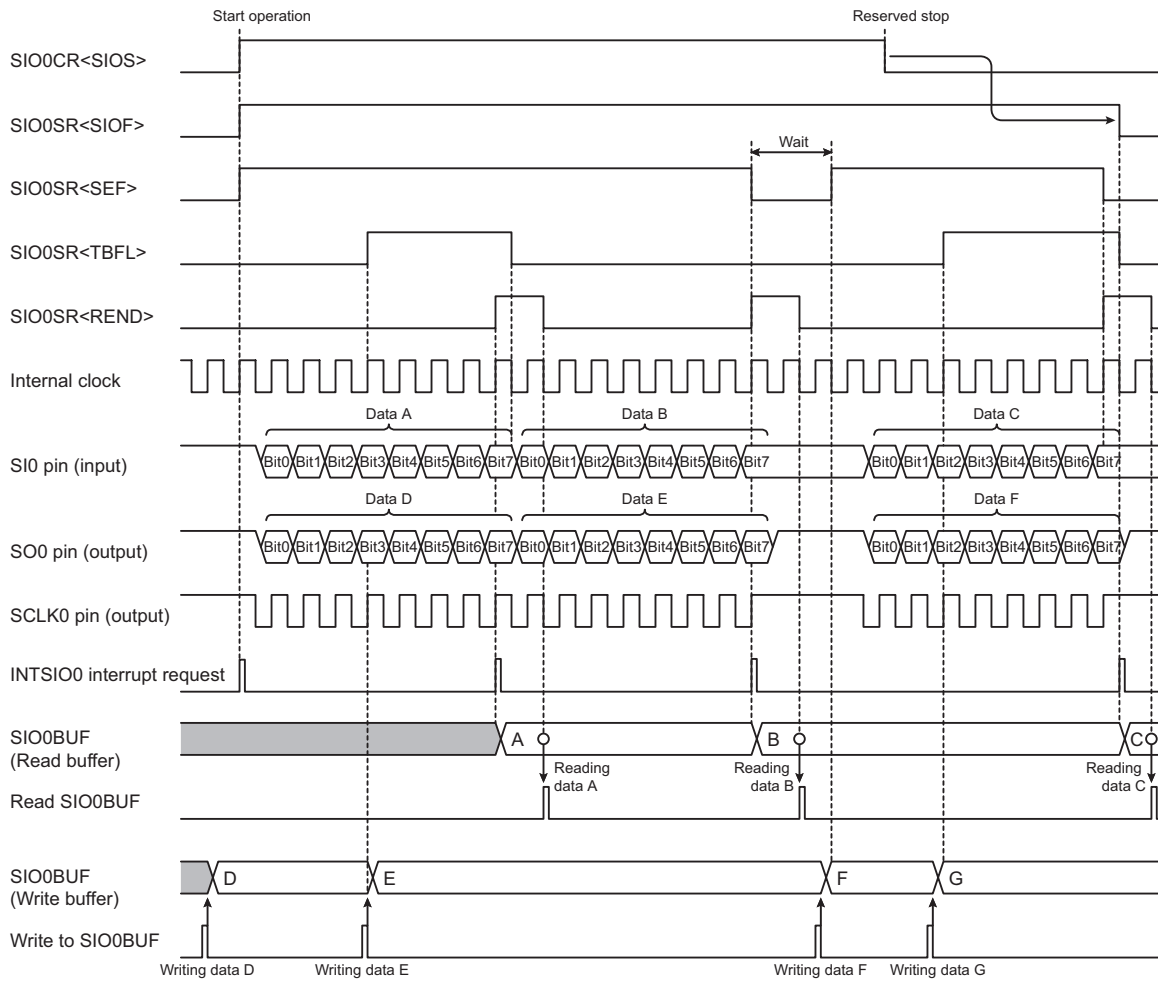 Start operation
Reserved stop
SIO0CR<SIOS>
SIO0SR<SIOF>
Wait
SIO0SR<SEF>
SIO0SR<TBFL>
SIO0SR<REND>
Internal clock
Data A Data B Data C
SI0 pin (input)
Bit0 Bit1 Bit2 Bit3 Bit4 Bit5 Bit6 Bit7 Bit0 Bit1 Bit2 Bit3 Bit4 Bit5 Bit6 Bit7 Bit0 Bit1 Bit2 Bit3 Bit4 Bit5 Bit6 Bit7
Data D Data E Data F
SO0 pin (output)
Bit0 Bit1 Bit2 Bit3 Bit4 Bit5 Bit6 Bit7 Bit0 Bit1 Bit2 Bit3 Bit4 Bit5 Bit6 Bit7 Bit0 Bit1 Bit2 Bit3 Bit4 Bit5 Bit6 Bit7
SCLK0 pin (output)
INTSIO0 interrupt request
SIO0BUF
(Read buffer)
A B C
Reading
data A
Reading
data B
Reading
data C
Read SIO0BUF
SIO0BUF
(Write buffer)
D E F G
Write to SIO0BUF
Writing data D Writing data E Writing data F Writing data G